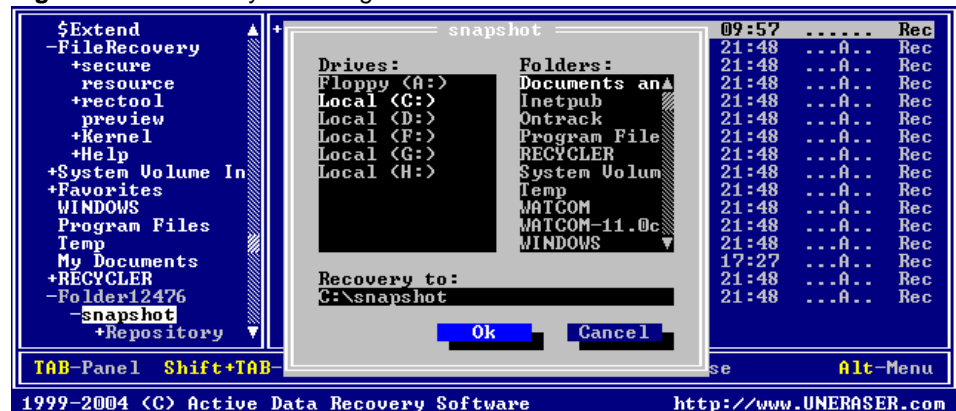 $Extend
-FileRecovery
+secure
resource
+rectool
preview
+Kernel
+Help
+System Volume In
+Favorites
WINDOWS
Program Files
Temp
My Documents
+RECYCLER
-Folder12476
-snapshot
+Repository
snapshot
Drives:
Floppy (A:)
Local (C:)
Local (D:)
Local (F:)
Local (G:)
Local (H:)
Folders:
Documents an
Inetpub
Ontrack
Program File
RECYCLER
System Volum
Temp
WATCOM
WATCOM-11.0c
WINDOWS
Recovery to:
C:\snapshot
Ok
Cancel
09:57 ...... Rec
21:48 ...A.. Rec
21:48 ...A.. Rec
21:48 ...A.. Rec
21:48 ...A.. Rec
21:48 ...A.. Rec
21:48 ...A.. Rec
21:48 ...A.. Rec
21:48 ...A.. Rec
21:48 ...A.. Rec
21:48 ...A.. Rec
21:48 ...A.. Rec
21:48 ...A.. Rec
17:27 ...A.. Rec
21:48 ...A.. Rec
21:48 ...A.. Rec
TAB-Panel Shift+TAB- se Alt-Menu
1999-2004 (C) Active Data Recovery Software http://www.UNERASER.com